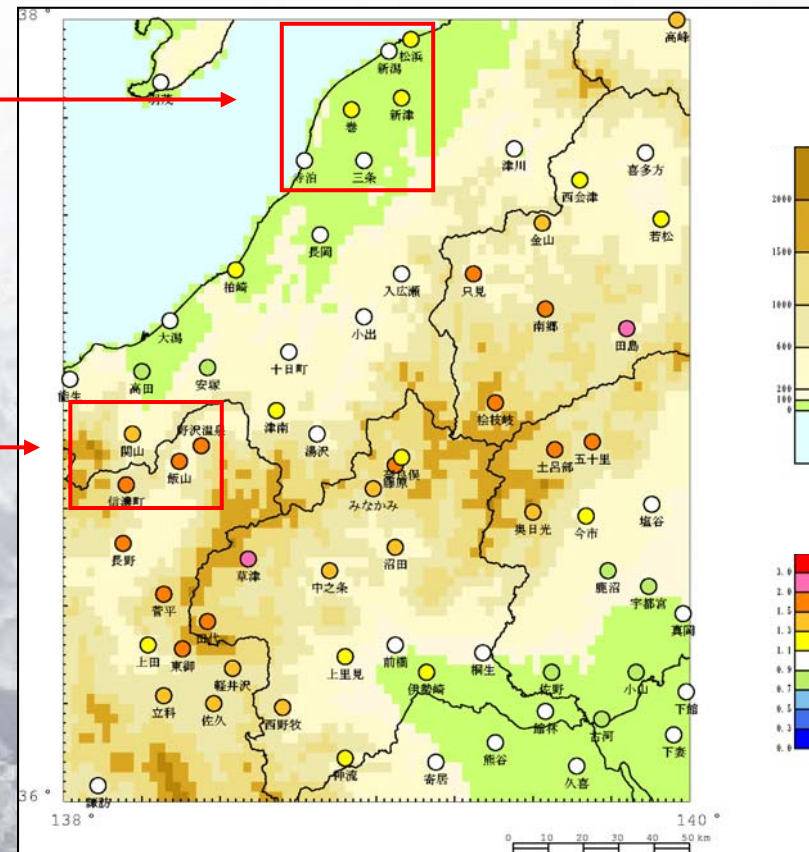 38°
高峰
松浜
新潟
羽茂
新津
巻
津川
喜多方
寺泊
三条
西会津
若松
金山
長岡
入広瀬
只見
柏崎
小出
南郷
大潟
田島
十日町
高田
安塚
能生
桧枝岐
津南
野沢温泉
関山
湯沢
五十里
土呂部
飯山
藤原
信濃町
みなかみ
塩谷
奥日光
今市
長野
沼田
草津
中之条
鹿沼
宇都宮
菅平
真岡
田代
上田
東御
前橋
桐生
上里見
軽井沢
伊勢崎
佐野
小山
立科
佐久
西野牧
下館
館林
古河
熊谷
下妻
神流
寄居
久喜
諏訪
36°
138°
140°
0 10 20 30 40 50 km
2000
1500
1000
600
200
100
0
3.0
2.0
1.5
1.3
1.1
0.9
0.7
0.5
0.3
0.0